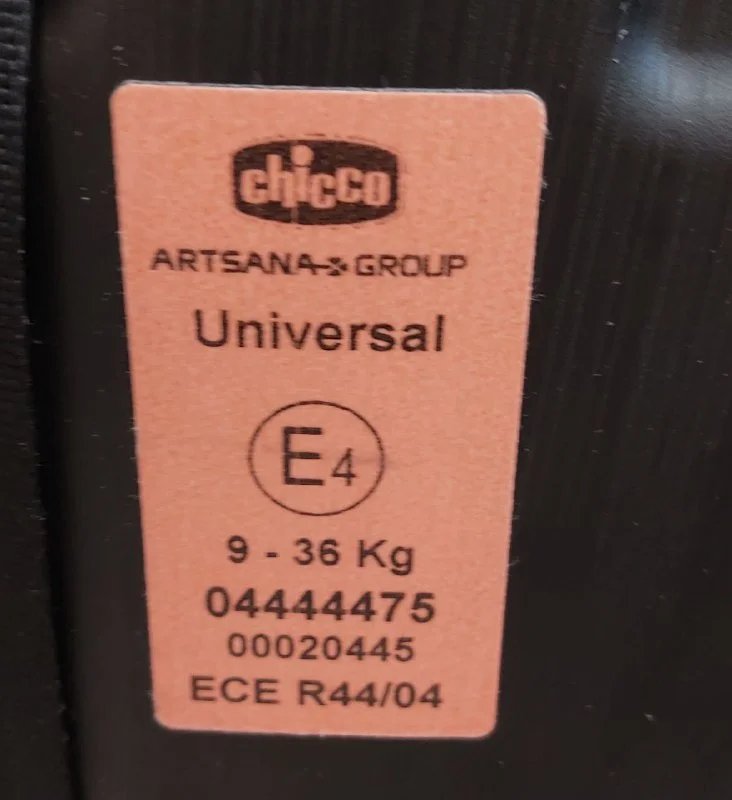 chicco
ARTSANA GROUP
Universal
E4
9 - 36 Kg
04444475
00020445
ECE R44/04